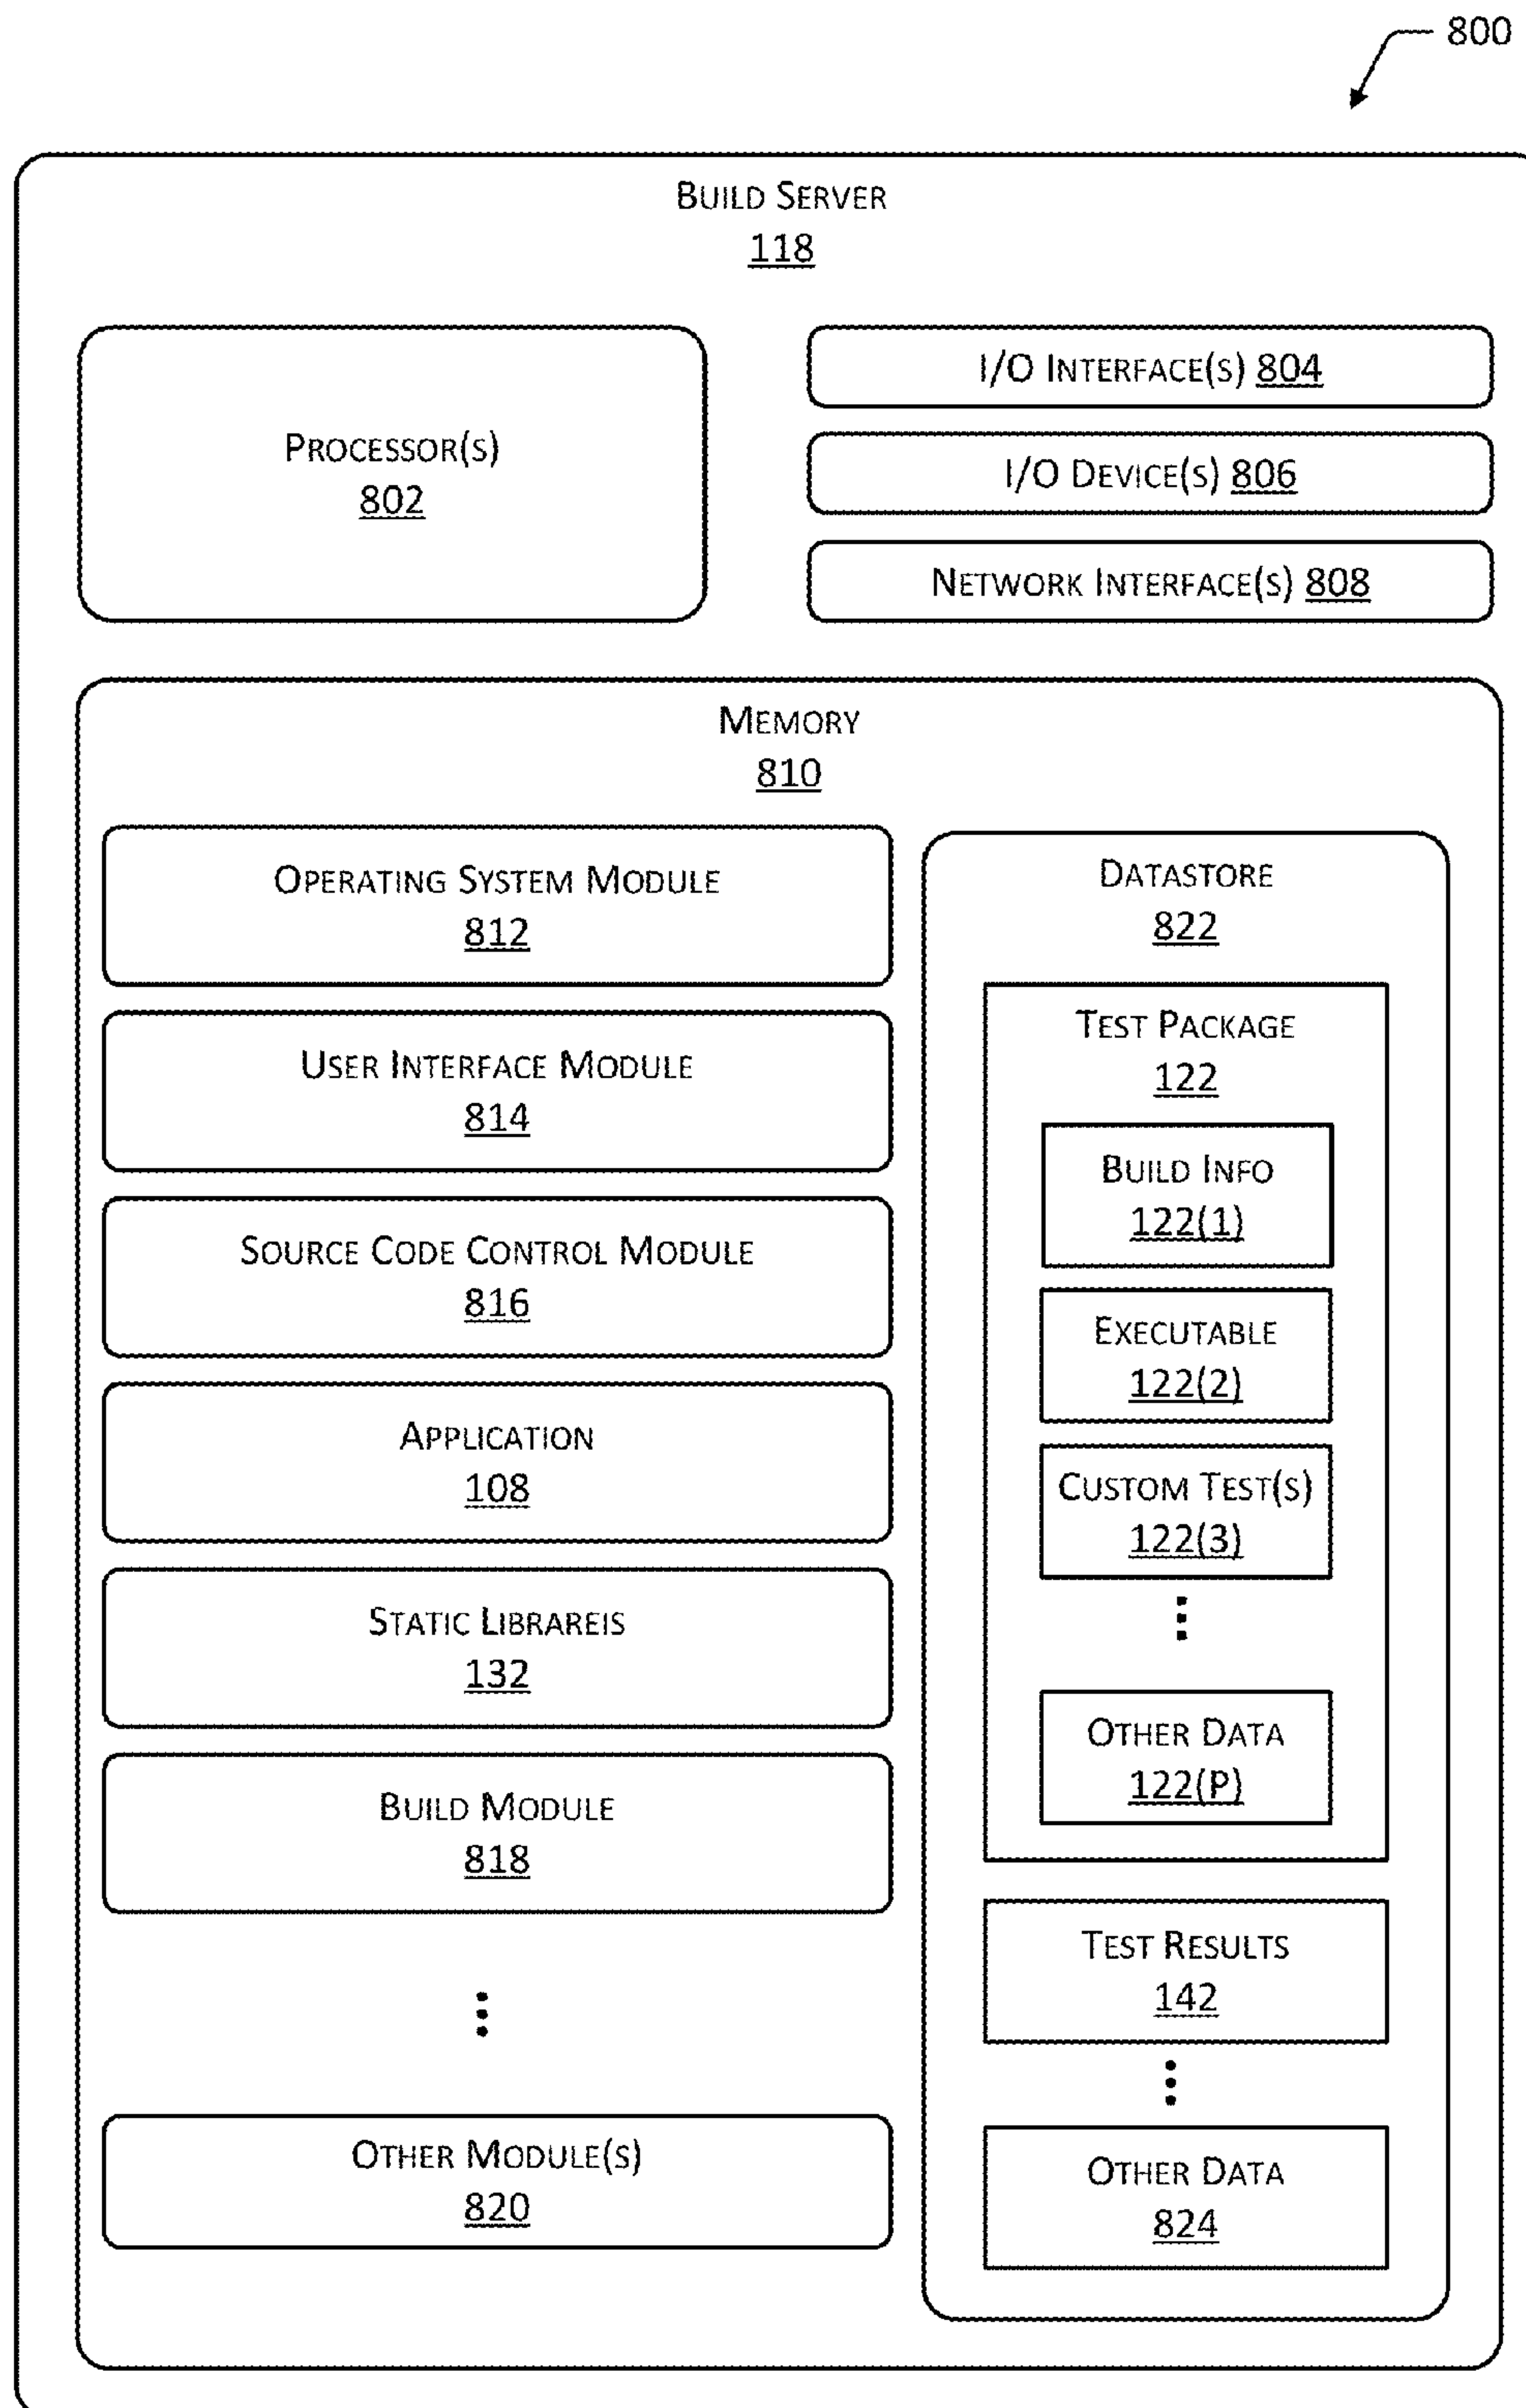 800
BUILD SERVER
118
PROCESSOR(S)
802
I/O INTERFACE(S) 804
I/O DEVICE(S) 806
NETWORK INTERFACE(S) 808
MEMORY
810
OPERATING SYSTEM MODULE
812
USER INTERFACE MODULE
814
SOURCE CODE CONTROL MODULE
816
APPLICATION
108
STATIC LIBRAREIS
132
BUILD MODULE
818
OTHER MODULE(S)
820
DATASTORE
822
TEST PACKAGE
122
BUILD INFO
122(1)
EXECUTABLE
122(2)
CUSTOM TEST(S)
122(3)
OTHER DATA
122(P)
TEST RESULTS
142
OTHER DATA
824